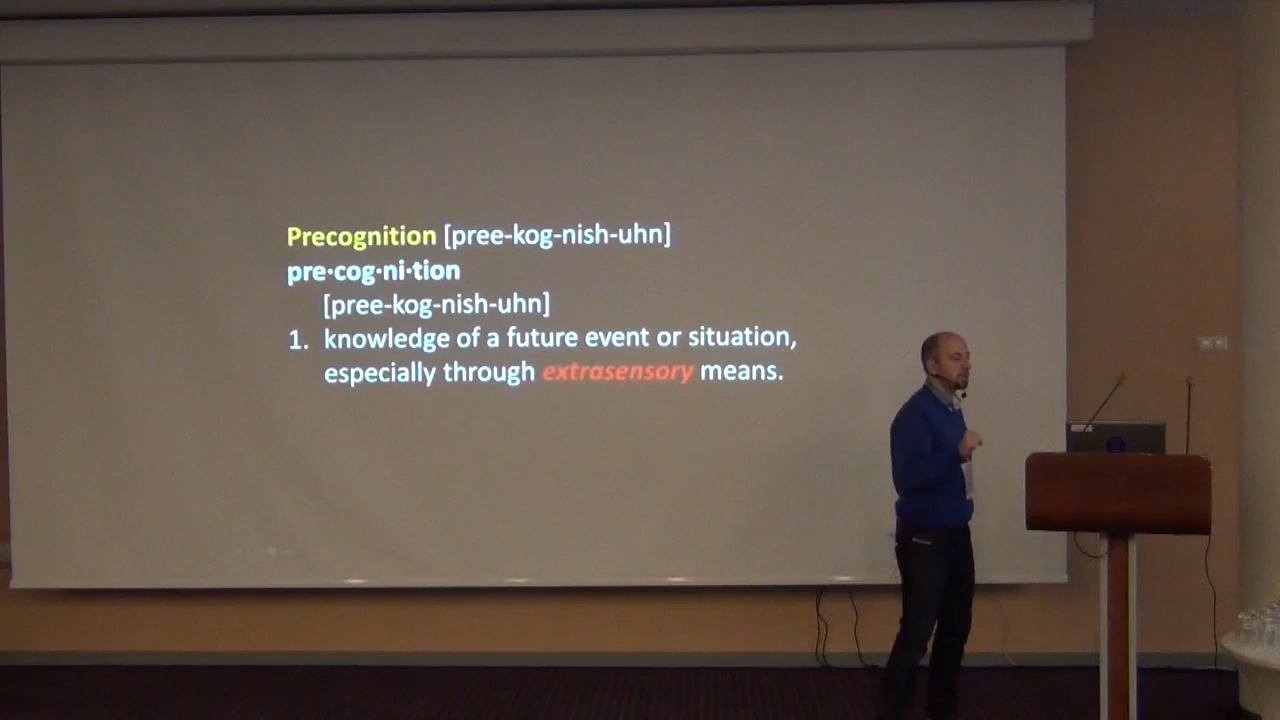 Precognition [pree-kog-nish-uhn]
pre·cog·ni·tion
[pree-kog-nish-uhn]
1. knowledge of a future event or situation,
especially through extrasensory means.